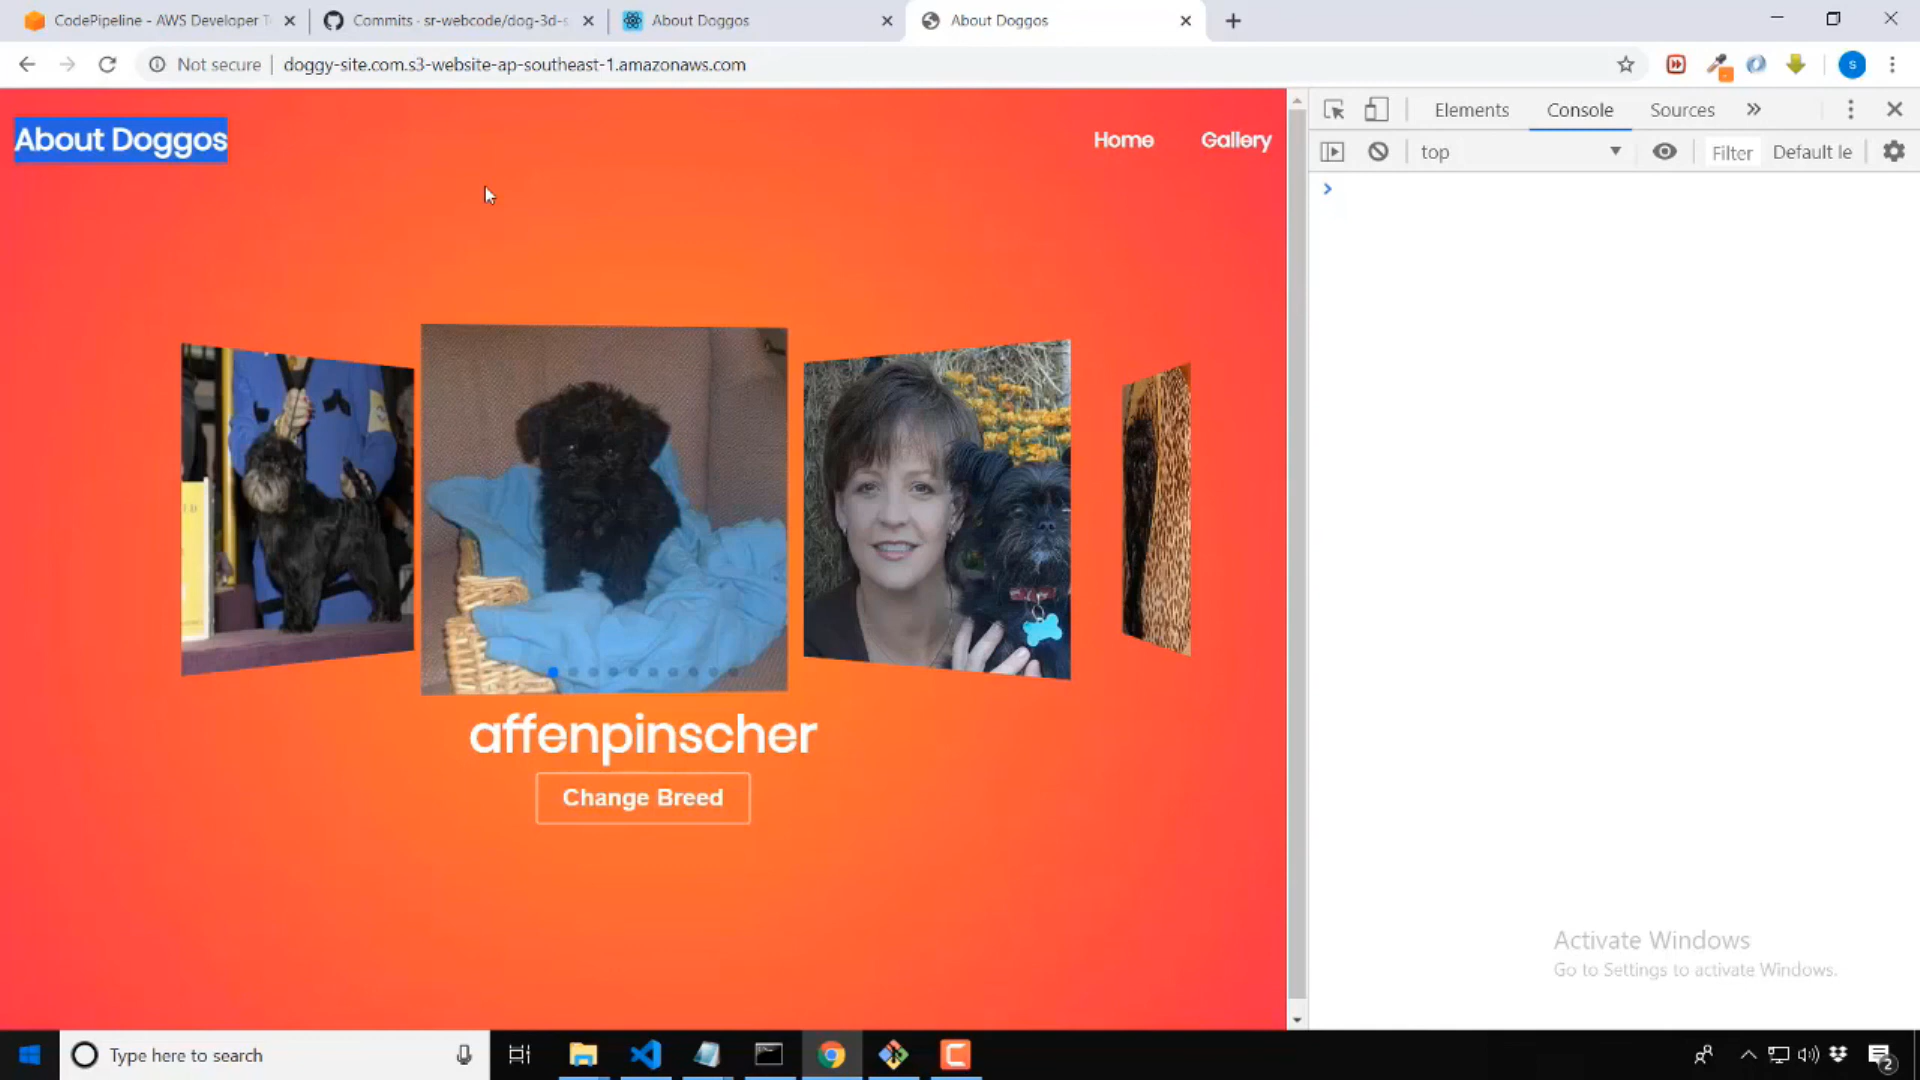 CodePipeline - AWS Developer T
Commits · sr-webcode/dog-3d-s
About Doggos
About Doggos
Not secure
doggy-site.com.s3-website-ap-southeast-1.amazonaws.com
s
About Doggos
Home
Gallery
Elements
Console
Sources
top
Filter
Default le
affenpinscher
Change Breed
Activate Windows
Go to Settings to activate Windows.
Type here to search
2